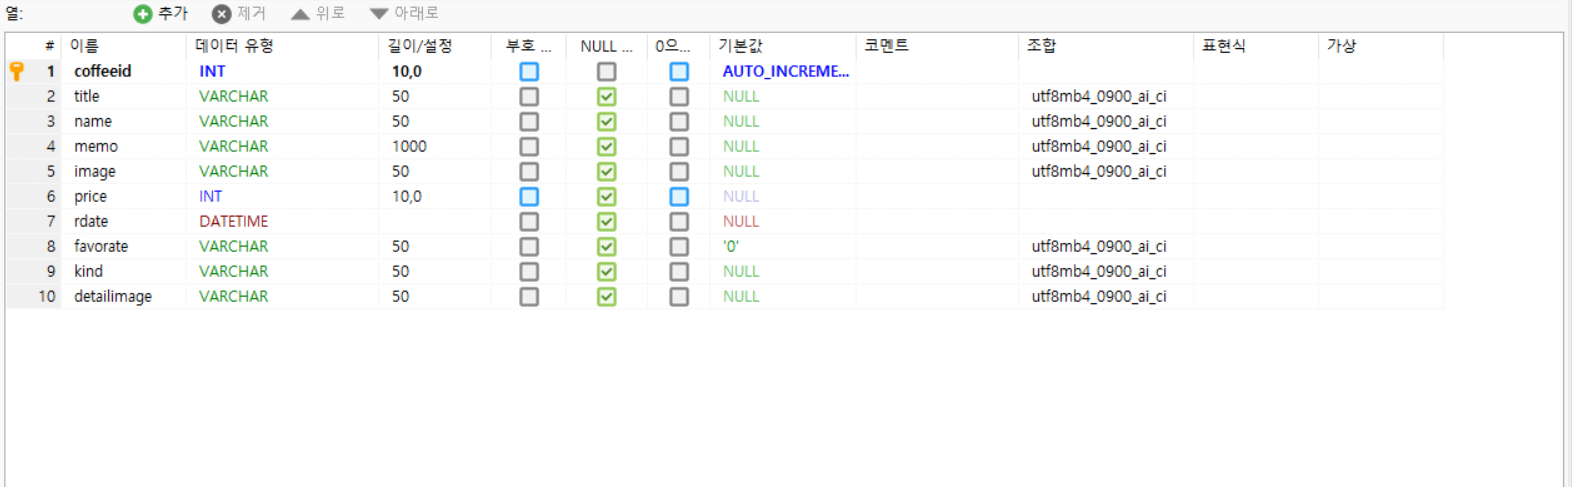 열: 추가 제거 위로 아래로
# 이름 데이터 유형 길이/설정 부호 ... NULL ... 0으... 기본값 코멘트 조합 표현식 가상
1 coffeeid INT 10,0 AUTO_INCREME...
2 title VARCHAR 50 NULL utf8mb4_0900_ai_ci
3 name VARCHAR 50 NULL utf8mb4_0900_ai_ci
4 memo VARCHAR 1000 NULL utf8mb4_0900_ai_ci
5 image VARCHAR 50 NULL utf8mb4_0900_ai_ci
6 price INT 10,0 NULL
7 rdate DATETIME NULL
8 favorate VARCHAR 50 '0' utf8mb4_0900_ai_ci
9 kind VARCHAR 50 NULL utf8mb4_0900_ai_ci
10 detailimage VARCHAR 50 NULL utf8mb4_0900_ai_ci